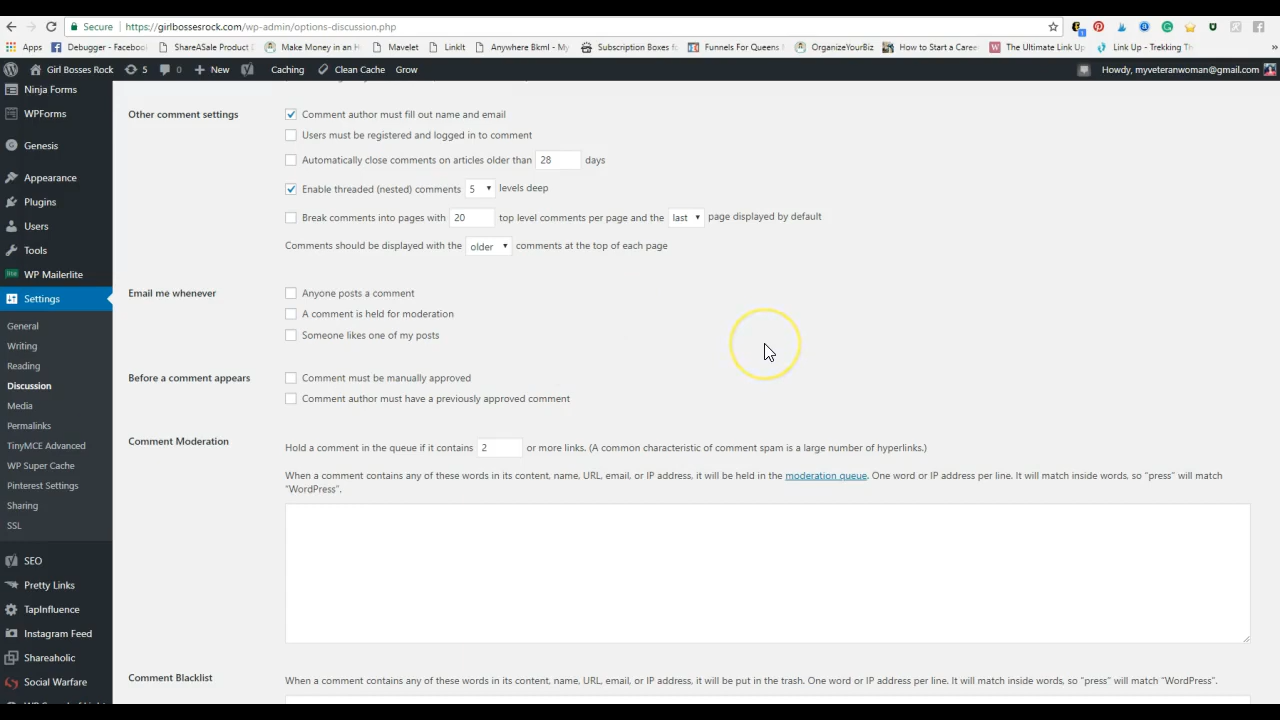 Secure
https://girlbossesrock.com/wp-admin/options-discussion.php
Apps
Debugger - Faceboo
ShareASale Product D
Make Money in an H
Mavelet
LinkIt
Anywhere Bkml - My
Subscription Boxes fo
Funnels For Queens
OrganizeYourBiz
How to Start a Caree
The Ultimate Link Up
Link Up - Trekking Th
Girl Bosses Rock
5
0
New
Caching
Clean Cache
Grow
Howdy, myveteranwoman@gmail.com
Ninja Forms
WPForms
Genesis
Appearance
Plugins
Users
Tools
WP Mailerlite
Settings
General
Writing
Reading
Discussion
Media
Permalinks
TinyMCE Advanced
WP Super Cache
Pinterest Settings
Sharing
SSL
SEO
Pretty Links
TapInfluence
Instagram Feed
Shareaholic
Social Warfare
Other comment settings
Comment author must fill out name and email
Users must be registered and logged in to comment
Automatically close comments on articles older than 28 days
Enable threaded (nested) comments 5 levels deep
Break comments into pages with 20 top level comments per page and the last page displayed by default
Comments should be displayed with the older comments at the top of each page
Email me whenever
Anyone posts a comment
A comment is held for moderation
Someone likes one of my posts
Before a comment appears
Comment must be manually approved
Comment author must have a previously approved comment
Comment Moderation
Hold a comment in the queue if it contains 2 or more links. (A common characteristic of comment spam is a large number of hyperlinks.)
When a comment contains any of these words in its content, name, URL, email, or IP address, it will be held in the moderation queue. One word or IP address per line. It will match inside words, so “press” will match
“WordPress”.
Comment Blacklist
When a comment contains any of these words in its content, name, URL, email, or IP address, it will be put in the trash. One word or IP address per line. It will match inside words, so “press” will match “WordPress”.